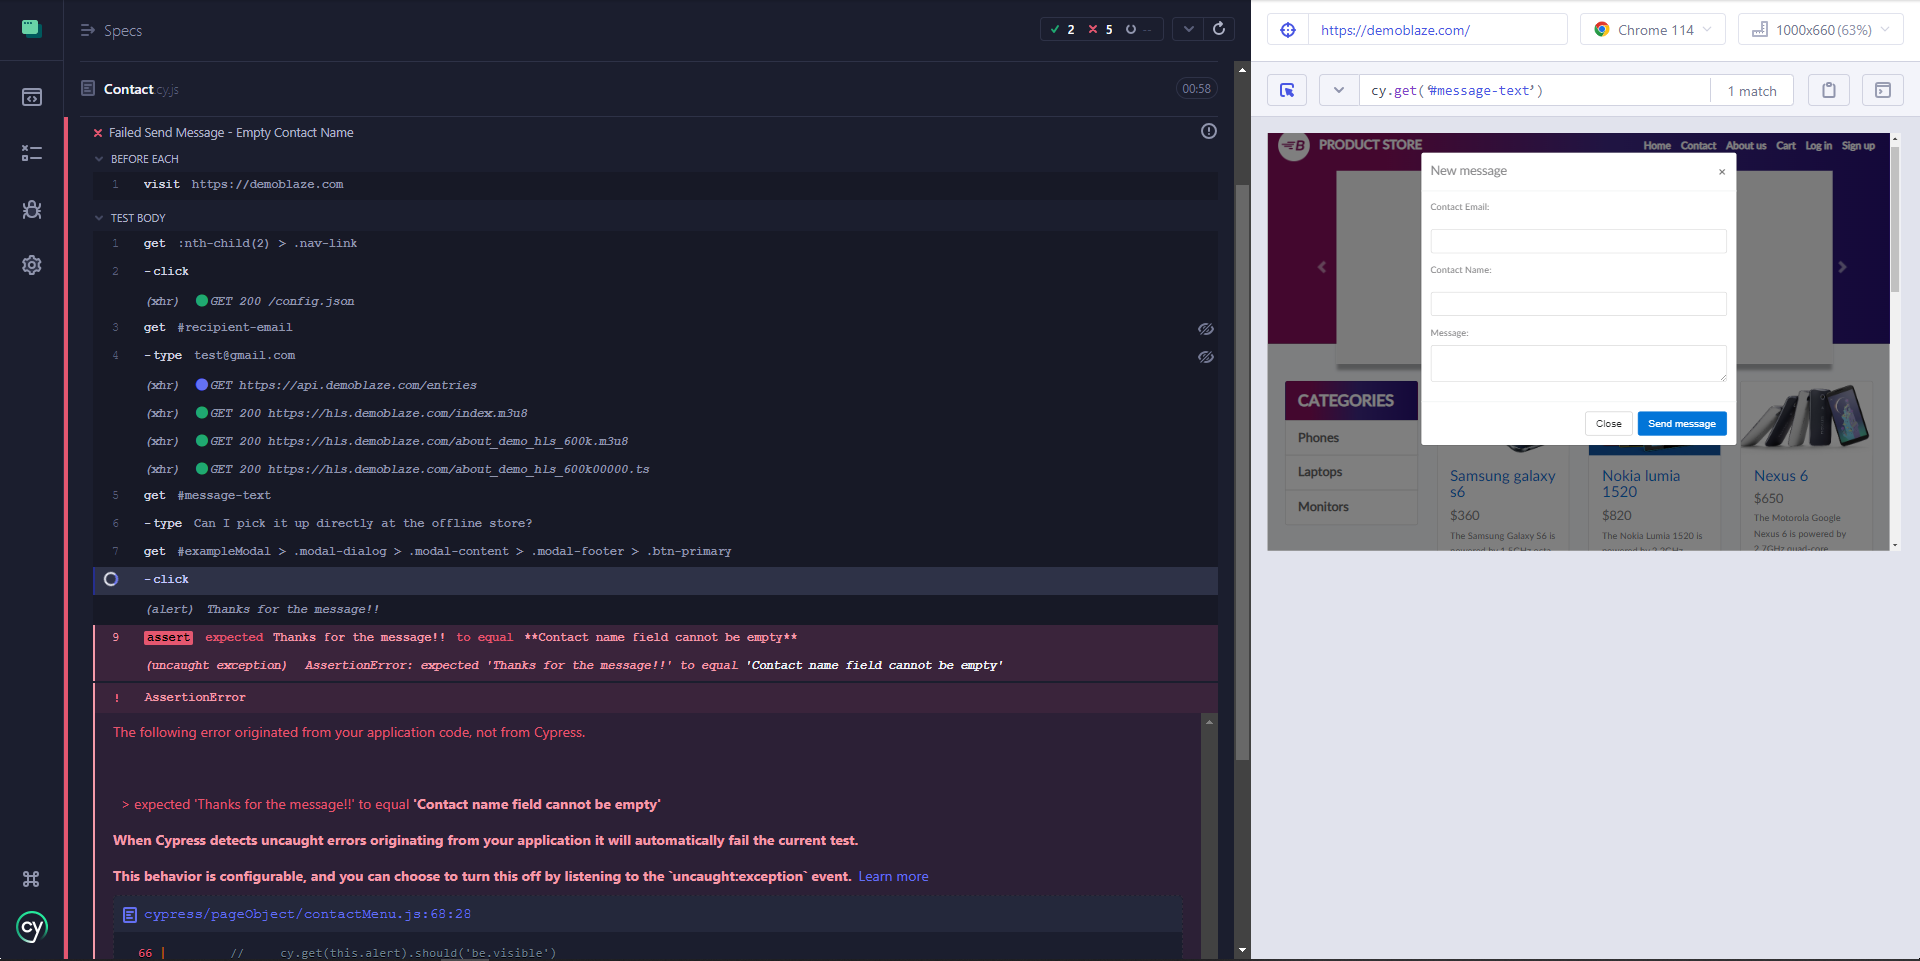 Specs
2 5 --
Contact.cy.js
00:58
Failed Send Message - Empty Contact Name
BEFORE EACH
1 visit https://demoblaze.com
TEST BODY
1 get :nth-child(2) > .nav-link
2 -click
(xhr) GET 200 /config.json
3 get #recipient-email
4 -type test@gmail.com
(xhr) GET https://api.demoblaze.com/entries
(xhr) GET 200 https://hls.demoblaze.com/index.m3u8
(xhr) GET 200 https://hls.demoblaze.com/about_demo_hls_600k.m3u8
(xhr) GET 200 https://hls.demoblaze.com/about_demo_hls_600k00000.ts
5 get #message-text
6 -type Can I pick it up directly at the offline store?
7 get #exampleModal > .modal-dialog > .modal-content > .modal-footer > .btn-primary
-click
(alert) Thanks for the message!!
9 assert expected Thanks for the message!! to equal **Contact name field cannot be empty**
(uncaught exception) AssertionError: expected 'Thanks for the message!!' to equal 'Contact name field cannot be empty'
! AssertionError
The following error originated from your application code, not from Cypress.
> expected 'Thanks for the message!!' to equal 'Contact name field cannot be empty'
When Cypress detects uncaught errors originating from your application it will automatically fail the current test.
This behavior is configurable, and you can choose to turn this off by listening to the `uncaught:exception` event. Learn more
cypress/pageObject/contactMenu.js:68:28
66 | // cy.get(this.alert).should('be.visible')
cy
https://demoblaze.com/
Chrome 114
1000x660 (63%)
cy.get('#message-text')
1 match
PRODUCT STORE
Home Contact About us Cart Log in Sign up
New message
×
Contact Email:
Contact Name:
Message:
Close
Send message
CATEGORIES
Phones
Laptops
Monitors
Samsung galaxy
s6
$360
The Samsung Galaxy S6 is
powered by 1.5GHz octa-
Nokia lumia
1520
$820
The Nokia Lumia 1520 is
powered by 2.2GHz
Nexus 6
$650
The Motorola Google
Nexus 6 is powered by
2.7GHz quad-core